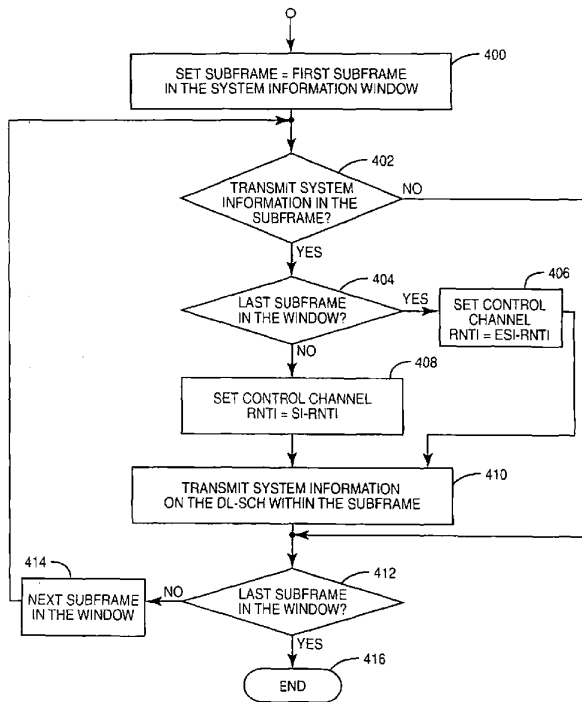 400
SET SUBFRAME = FIRST SUBFRAME
IN THE SYSTEM INFORMATION WINDOW
402
TRANSMIT SYSTEM
INFORMATION IN THE
SUBFRAME?
NO
YES
404
LAST SUBFRAME
IN THE WINDOW?
YES
NO
406
SET CONTROL
CHANNEL
RNTI = ESI-RNTI
408
SET CONTROL CHANNEL
RNTI = SI-RNTI
410
TRANSMIT SYSTEM INFORMATION
ON THE DL-SCH WITHIN THE SUBFRAME
412
LAST SUBFRAME
IN THE WINDOW?
NO
YES
414
NEXT SUBFRAME
IN THE WINDOW
416
END